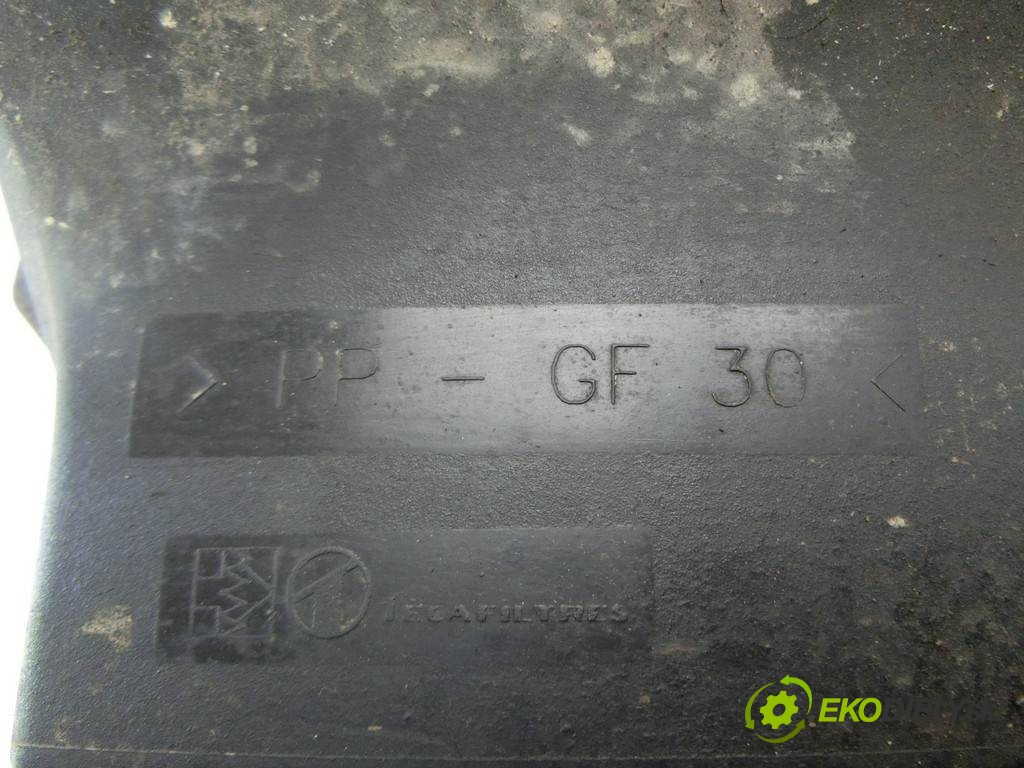 > PP - GF 30 <
TECAFILTRES